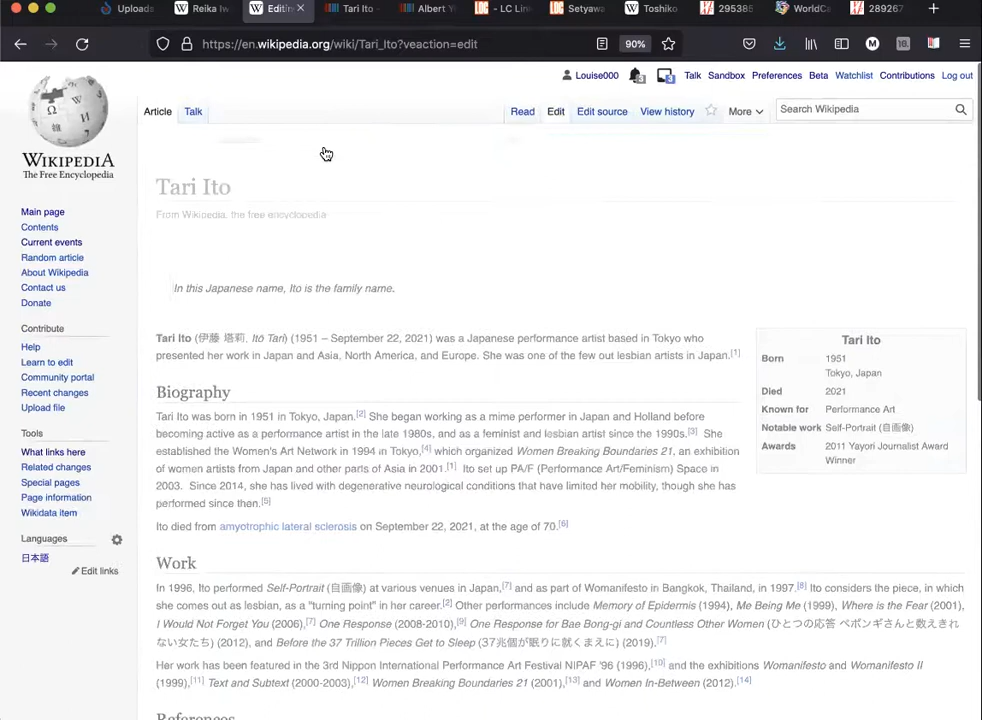 Uploads
Reika Iw
Editin
Tari Ito -
Albert Y
- LC Lin
Setyawa
Toshiko
295385
WorldCa
289267
https://en.wikipedia.org/wiki/Tari_Ito?veaction=edit
90%
Louise000 Talk Sandbox Preferences Beta Watchlist Contributions Log out
Article Talk Read Edit Edit source View history More Search Wikipedia
WIKIPEDIA
The Free Encyclopedia
Main page
Contents
Current events
Random article
About Wikipedia
Contact us
Donate
Contribute
Help
Learn to edit
Community portal
Recent changes
Upload file
Tools
What links here
Related changes
Special pages
Page information
Wikidata item
Languages
日本語
Edit links
Tari Ito
From Wikipedia, the free encyclopedia
In this Japanese name, Ito is the family name.
Tari Ito (伊藤 塔莉, Itō Tari) (1951 – September 22, 2021) was a Japanese performance artist based in Tokyo who
presented her work in Japan and Asia, North America, and Europe. She was one of the few out lesbian artists in Japan.[1]
Tari Ito
Born 1951
Tokyo, Japan
Died 2021
Known for Performance Art
Notable work Self-Portrait (自画像)
Awards 2011 Yayori Journalist Award
Winner
Biography
Tari Ito was born in 1951 in Tokyo, Japan.[2] She began working as a mime performer in Japan and Holland before
becoming active as a performance artist in the late 1980s, and as a feminist and lesbian artist since the 1990s.[3] She
established the Women's Art Network in 1994 in Tokyo,[4] which organized Women Breaking Boundaries 21, an exhibition
of women artists from Japan and other parts of Asia in 2001.[1] Ito set up PA/F (Performance Art/Feminism) Space in
2003. Since 2014, she has lived with degenerative neurological conditions that have limited her mobility, though she has
performed since then.[5]
Ito died from amyotrophic lateral sclerosis on September 22, 2021, at the age of 70.[6]
Work
In 1996, Ito performed Self-Portrait (自画像) at various venues in Japan,[7] and as part of Womanifesto in Bangkok, Thailand, in 1997.[8] Ito considers the piece, in which
she comes out as lesbian, as a "turning point" in her career.[2] Other performances include Memory of Epidermis (1994), Me Being Me (1999), Where is the Fear (2001),
I Would Not Forget You (2006),[7] One Response (2008-2010),[9] One Response for Bae Bong-gi and Countless Other Women (ひとつの応答 ペポンギさんと数えきれ
ない女たち) (2012), and Before the 37 Trillion Pieces Get to Sleep (37兆個が眠りに就くまえに) (2019).[7]
Her work has been featured in the 3rd Nippon International Performance Art Festival NIPAF '96 (1996),[10] and the exhibitions Womanifesto and Womanifesto II
(1999),[11] Text and Subtext (2000-2003),[12] Women Breaking Boundaries 21 (2001),[13] and Women In-Between (2012).[14]
References